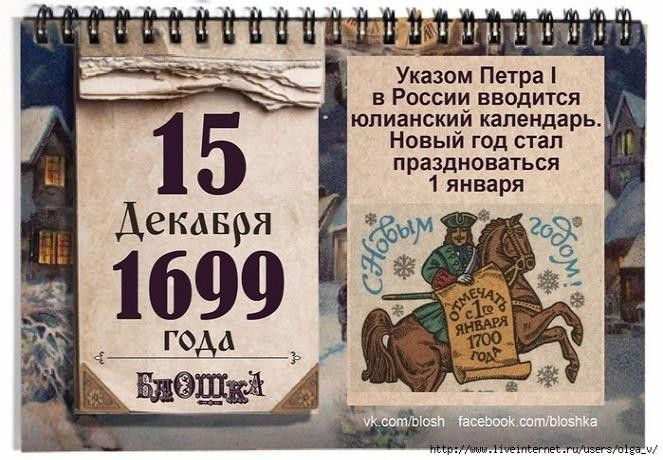 15
Декабря
1699
года
БЛОШКА
Указом Петра I
в России вводится
юлианский календарь.
Новый год стал
праздноваться
1 января
С Новым годом!
ОТМЕЧАТЬ
с 1го
ЯНВАРЯ
1700
ГОДА
vk.com/blosh facebook.com/bloshka
http://www.liveinternet.ru/users/olga_v/